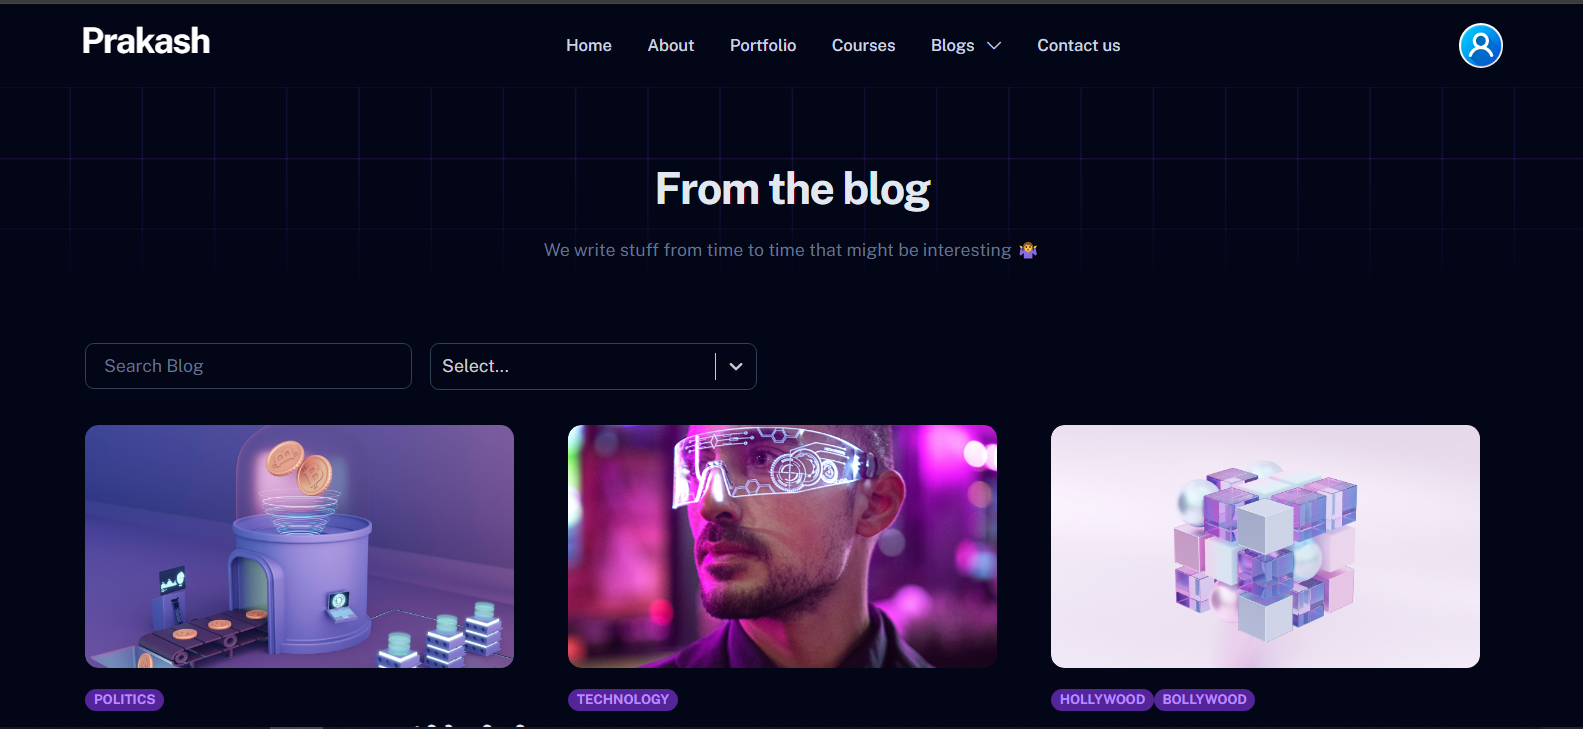 Prakash
Home About Portfolio Courses Blogs Contact us
From the blog
We write stuff from time to time that might be interesting 🤷‍♀️
Search Blog Select...
POLITICS TECHNOLOGY HOLLYWOOD BOLLYWOOD